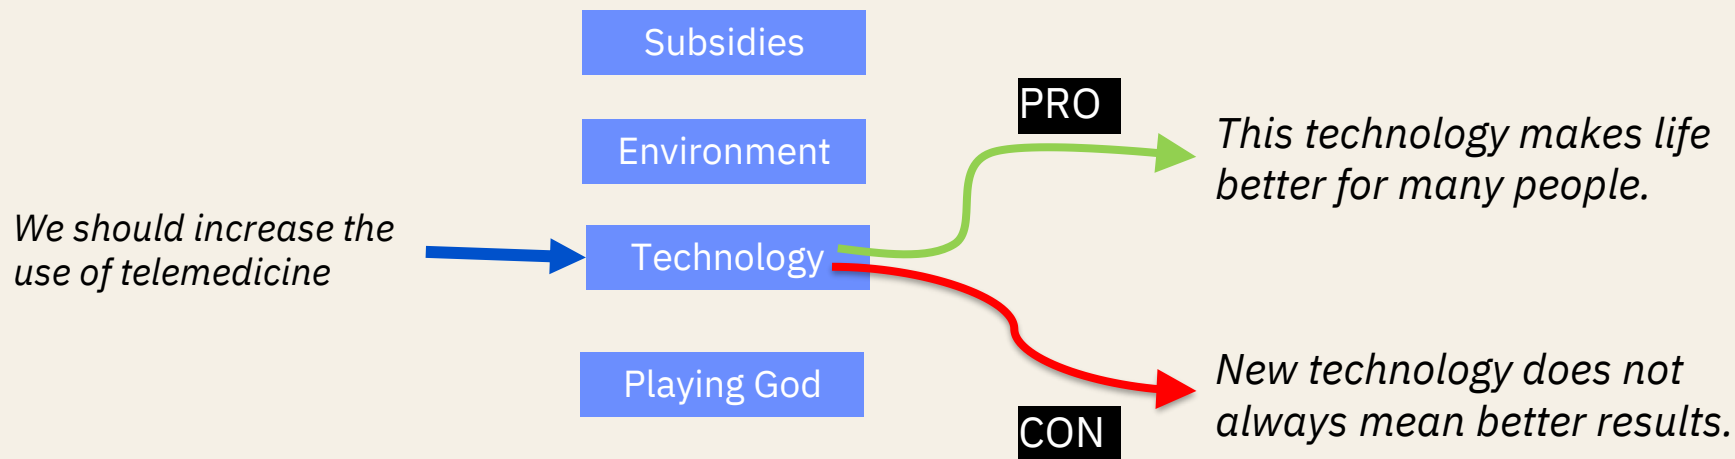 Subsidies
PRO
This technology makes life
better for many people.
Environment
We should increase the
use of telemedicine
Technology
New technology does not
always mean better results.
Playing God
CON